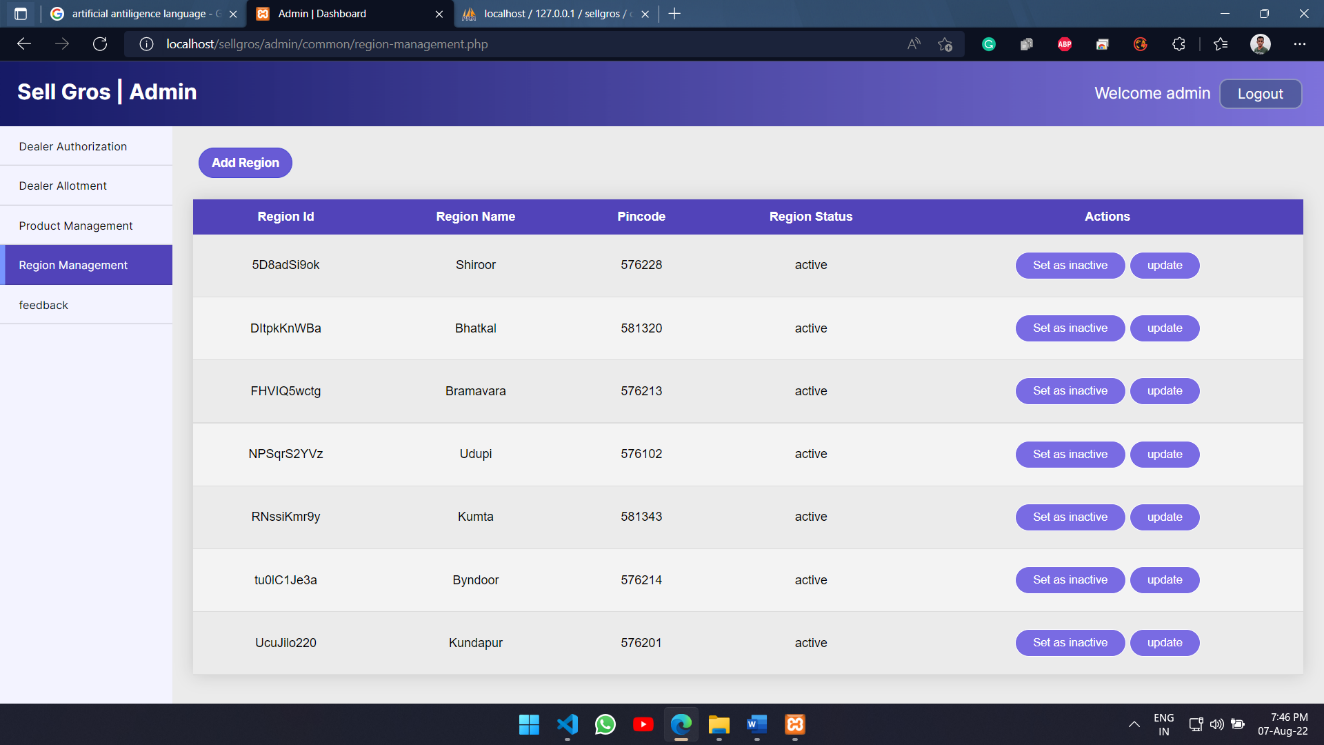 artificial antiligence language - G
Admin | Dashboard
localhost / 127.0.0.1 / sellgros / c
localhost/sellgros/admin/common/region-management.php
ABP
Sell Gros | Admin
Welcome admin
Logout
Dealer Authorization
Dealer Allotment
Product Management
Region Management
feedback
Add Region
Region Id Region Name Pincode Region Status Actions
5D8adSi9ok Shiroor 576228 active Set as inactive update
DItpkKnWBa Bhatkal 581320 active Set as inactive update
FHVIQ5wctg Bramavara 576213 active Set as inactive update
NPSqrS2YVz Udupi 576102 active Set as inactive update
RNssiKmr9y Kumta 581343 active Set as inactive update
tu0lC1Je3a Byndoor 576214 active Set as inactive update
UcuJilo220 Kundapur 576201 active Set as inactive update
ENG
IN
7:46 PM
07-Aug-22